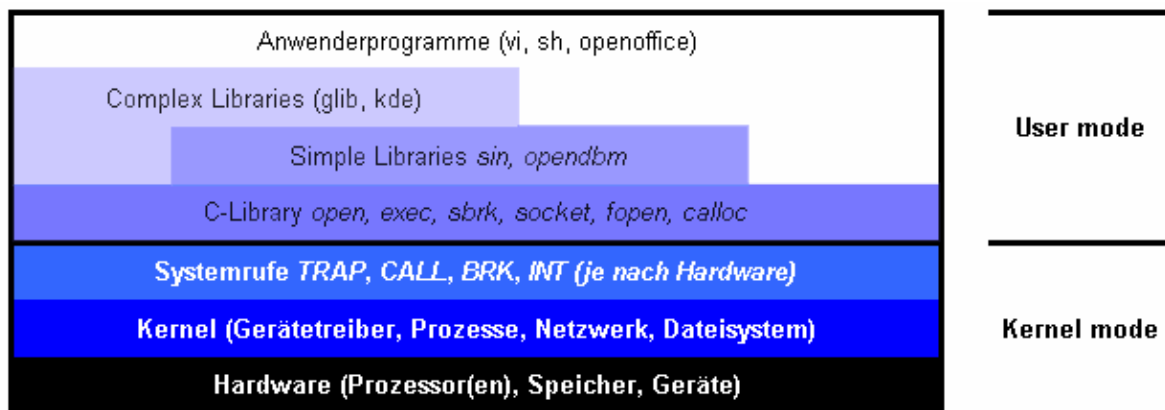 Anwenderprogramme (vi, sh, openoffice)
Complex Libraries (glib, kde)
Simple Libraries sin, opendbm
C-Library open, exec, sbrk, socket, fopen, calloc
User mode
Systemrufe TRAP, CALL, BRK, INT (je nach Hardware)
Kernel (Gerätetreiber, Prozesse, Netzwerk, Dateisystem)
Hardware (Prozessor(en), Speicher, Geräte)
Kernel mode